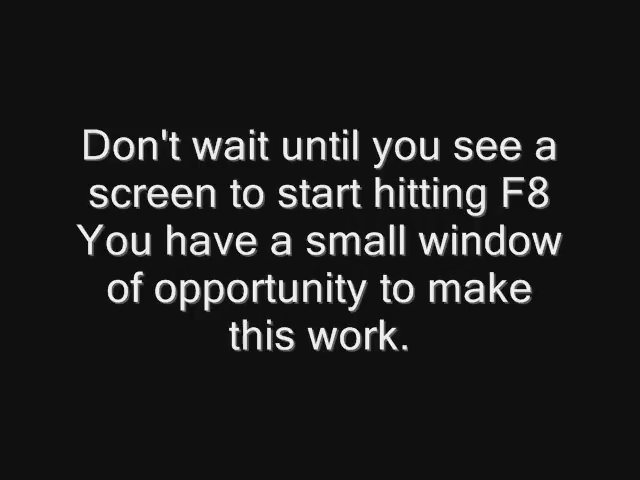 Don't wait until you see a
screen to start hitting F8
You have a small window
of opportunity to make
this work.